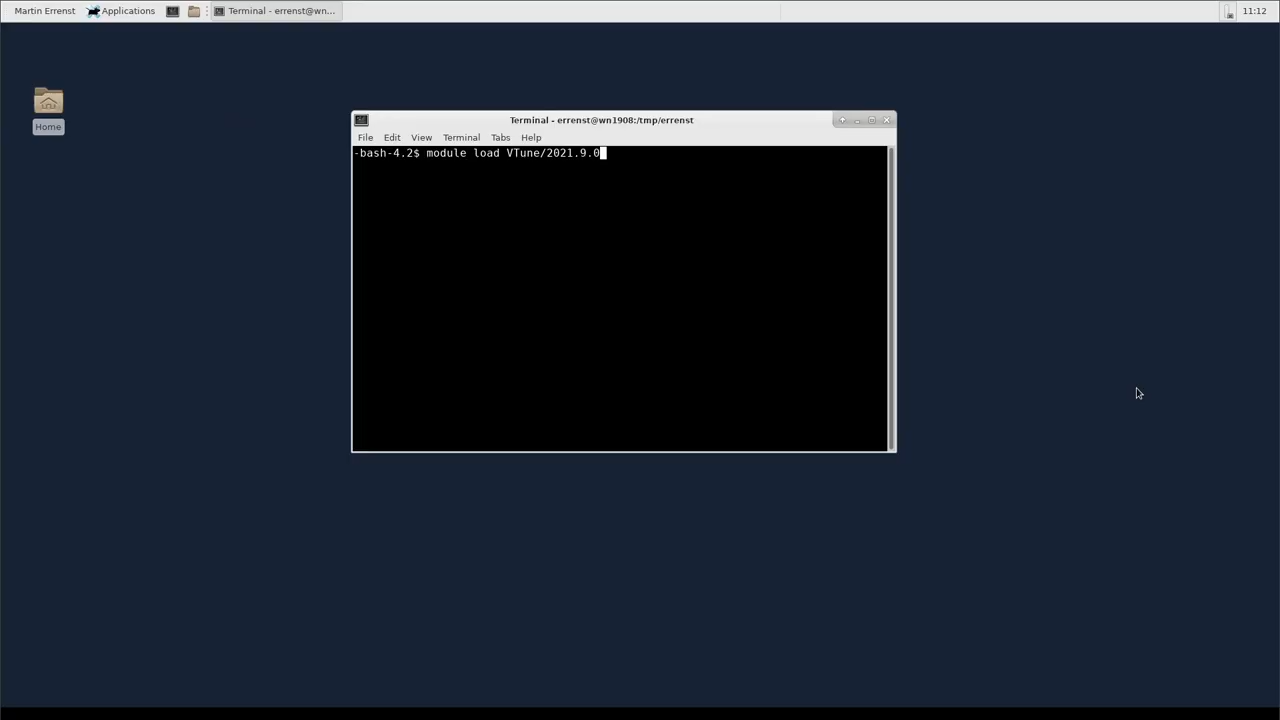 Martin Errenst Applications Terminal - errenst@wn... 11:12
Home
Terminal - errenst@wn1908:/tmp/errenst
File Edit View Terminal Tabs Help
-bash-4.2$ module load VTune/2021.9.0